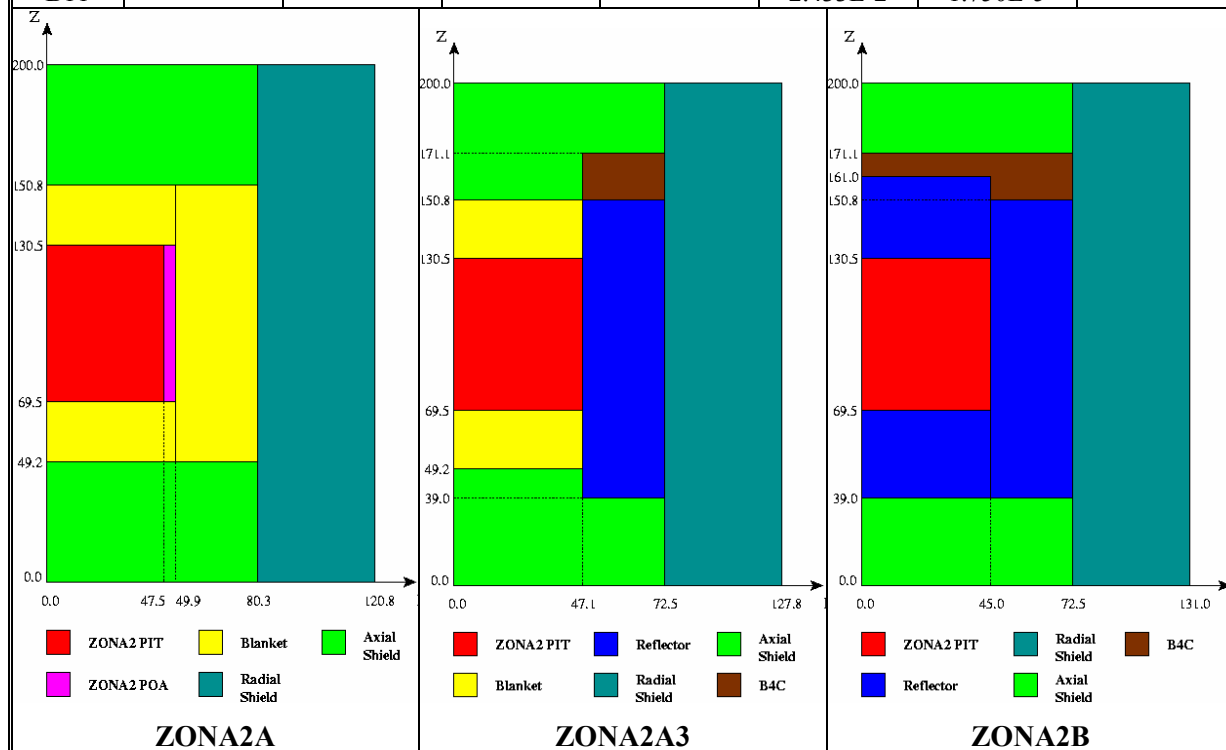 Z
200.0
150.8
130.5
69.5
49.2
0.0
0.0 47.5 49.9 80.3 120.8
ZONA2 PIT
Blanket
Axial
Shield
ZONA2 POA
Radial
Shield
ZONA2A
Z
200.0
171.1
150.8
130.5
69.5
49.2
39.0
0.0
0.0 47.1 72.5 127.8
ZONA2 PIT
Reflector
Axial
Shield
Blanket
Radial
Shield
B4C
ZONA2A3
Z
200.0
171.1
161.0
150.8
130.5
69.5
39.0
0.0
0.0 45.0 72.5 131.0
ZONA2 PIT
Radial
Shield
B4C
Reflector
Axial
Shield
ZONA2B